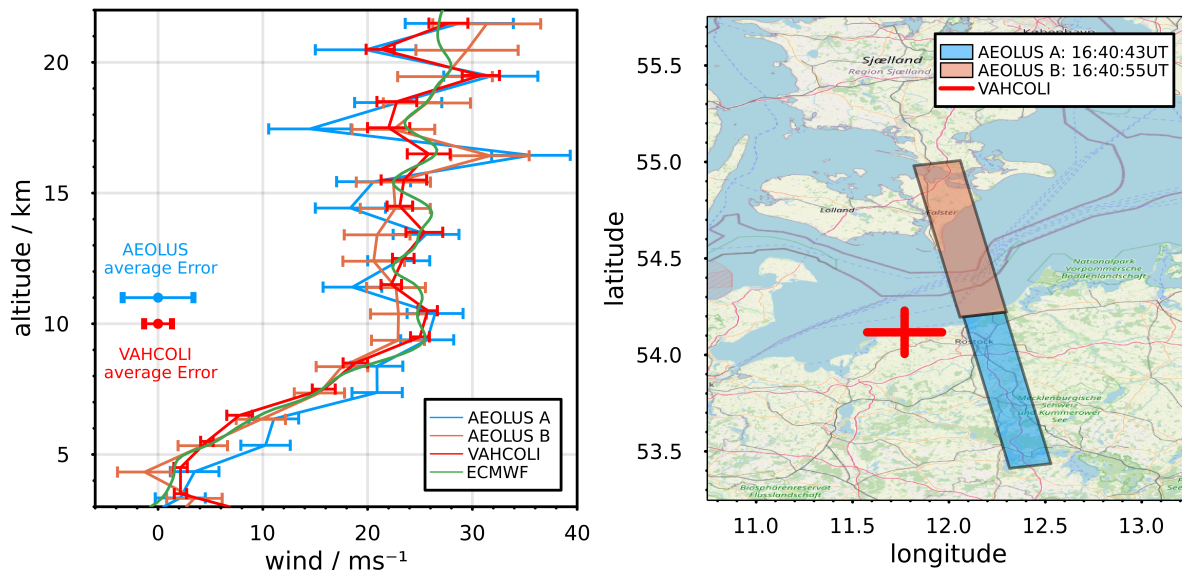 20
15
10
5
altitude / km
AEOLUS
average Error
VAHCOLI
average Error
AEOLUS A
AEOLUS B
VAHCOLI
ECMWF
0
10
20
30
40
wind / ms⁻¹
55.5
55.0
54.5
54.0
53.5
latitude
AEOLUS A: 16:40:43UT
AEOLUS B: 16:40:55UT
VAHCOLI
Sjælland
Region Sjælland
Lolland
Falster
Nationalpark
Vorpommersche
Boddenlandschaft
Rostock
Mecklenburgische
Schweiz
und Kummerower
See
Biosphärenreservat
Flusslandschaft
11.0
11.5
12.0
12.5
13.0
longitude